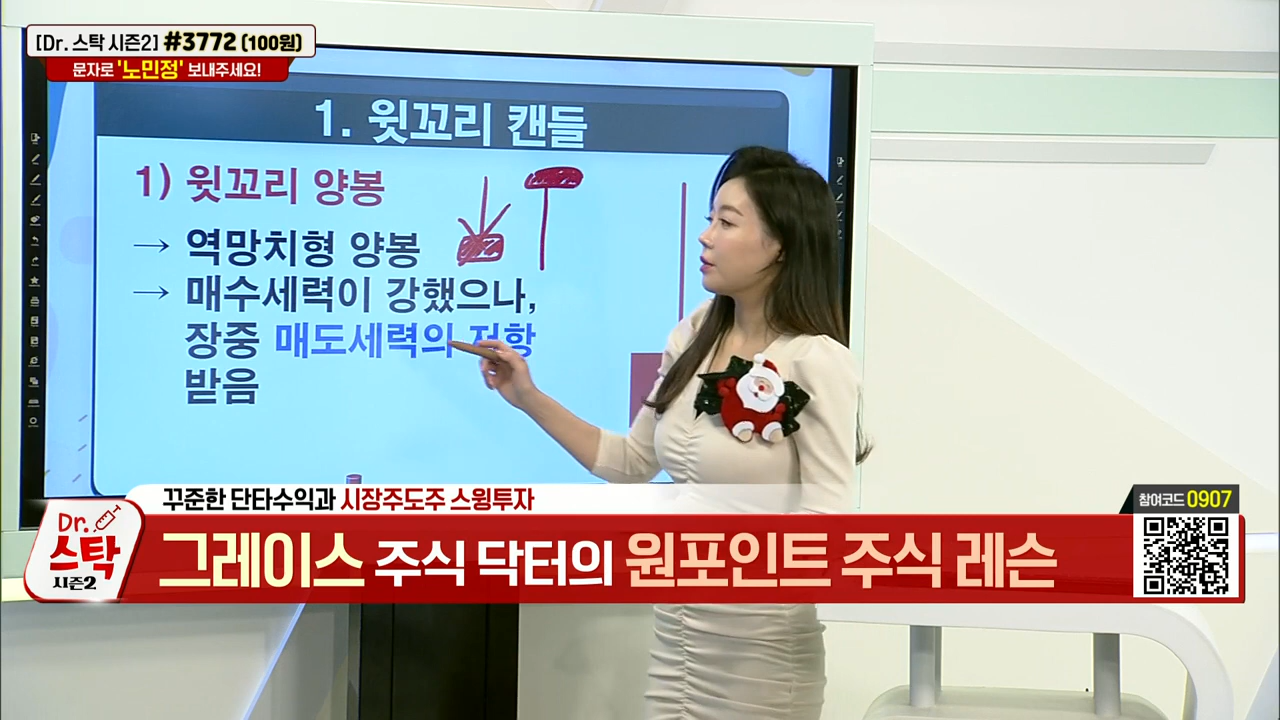 [Dr. 스탁 시즌2] #3772 (100원)
문자로 '노민정' 보내주세요!
1. 윗꼬리 캔들
1) 윗꼬리 양봉
→ 역망치형 양봉
→ 매수세력이 강했으나,
장중 매도세력의 저항
받음
꾸준한 단타수익과 시장주도주 스윙투자
참여코드 0907
Dr.
스탁
시즌2
그레이스 주식 닥터의 원포인트 주식 레슨